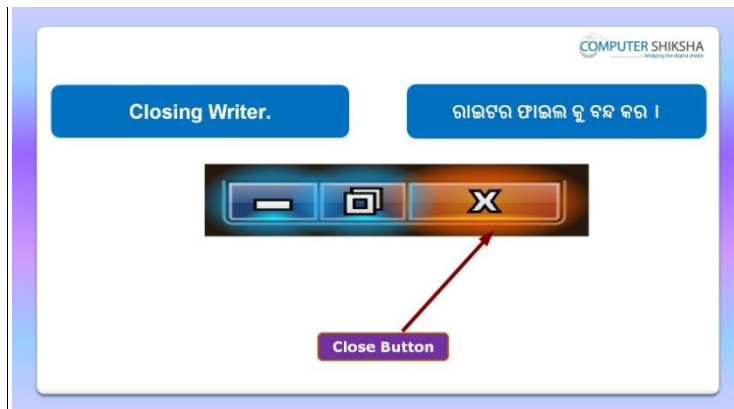 COMPUTER SHIKSHA
bridging the digital divide
Closing Writer.
ରାଇଟର ଫାଇଲ କୁ ବନ୍ଦ କର ।
X
Close Button